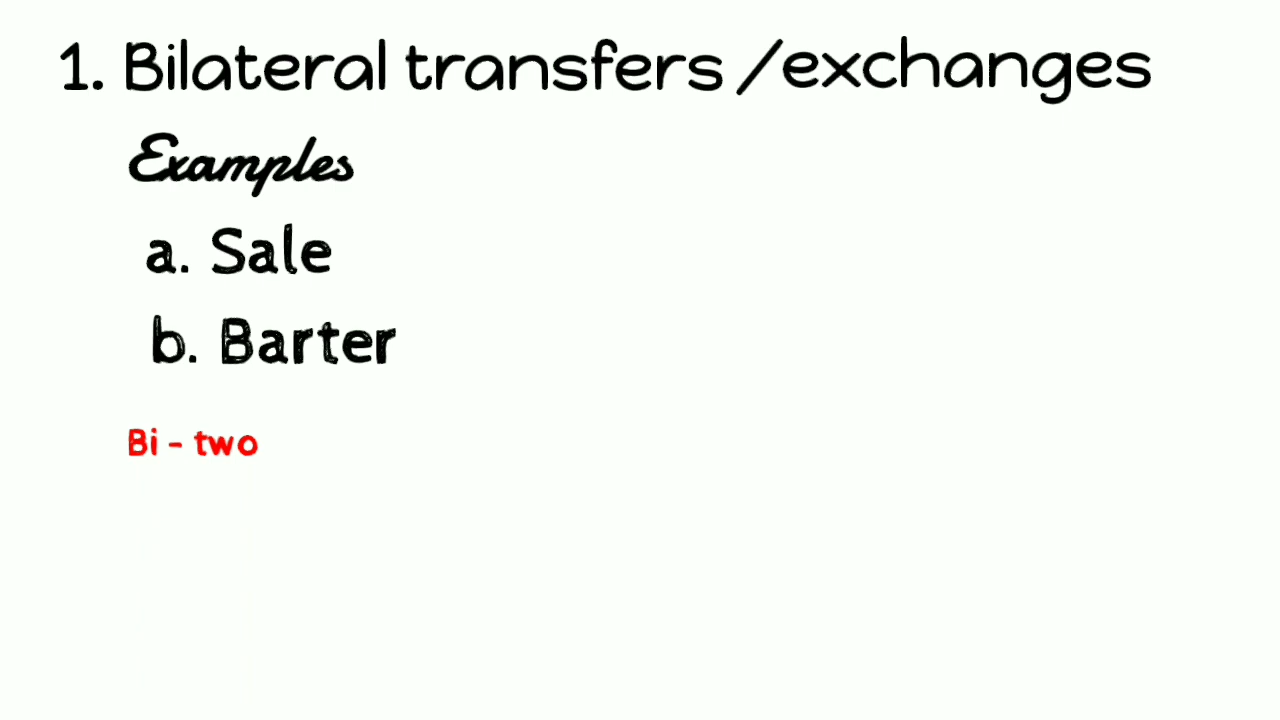 1. Bilateral transfers /exchanges
Examples
a. Sale
b. Barter
Bi - two